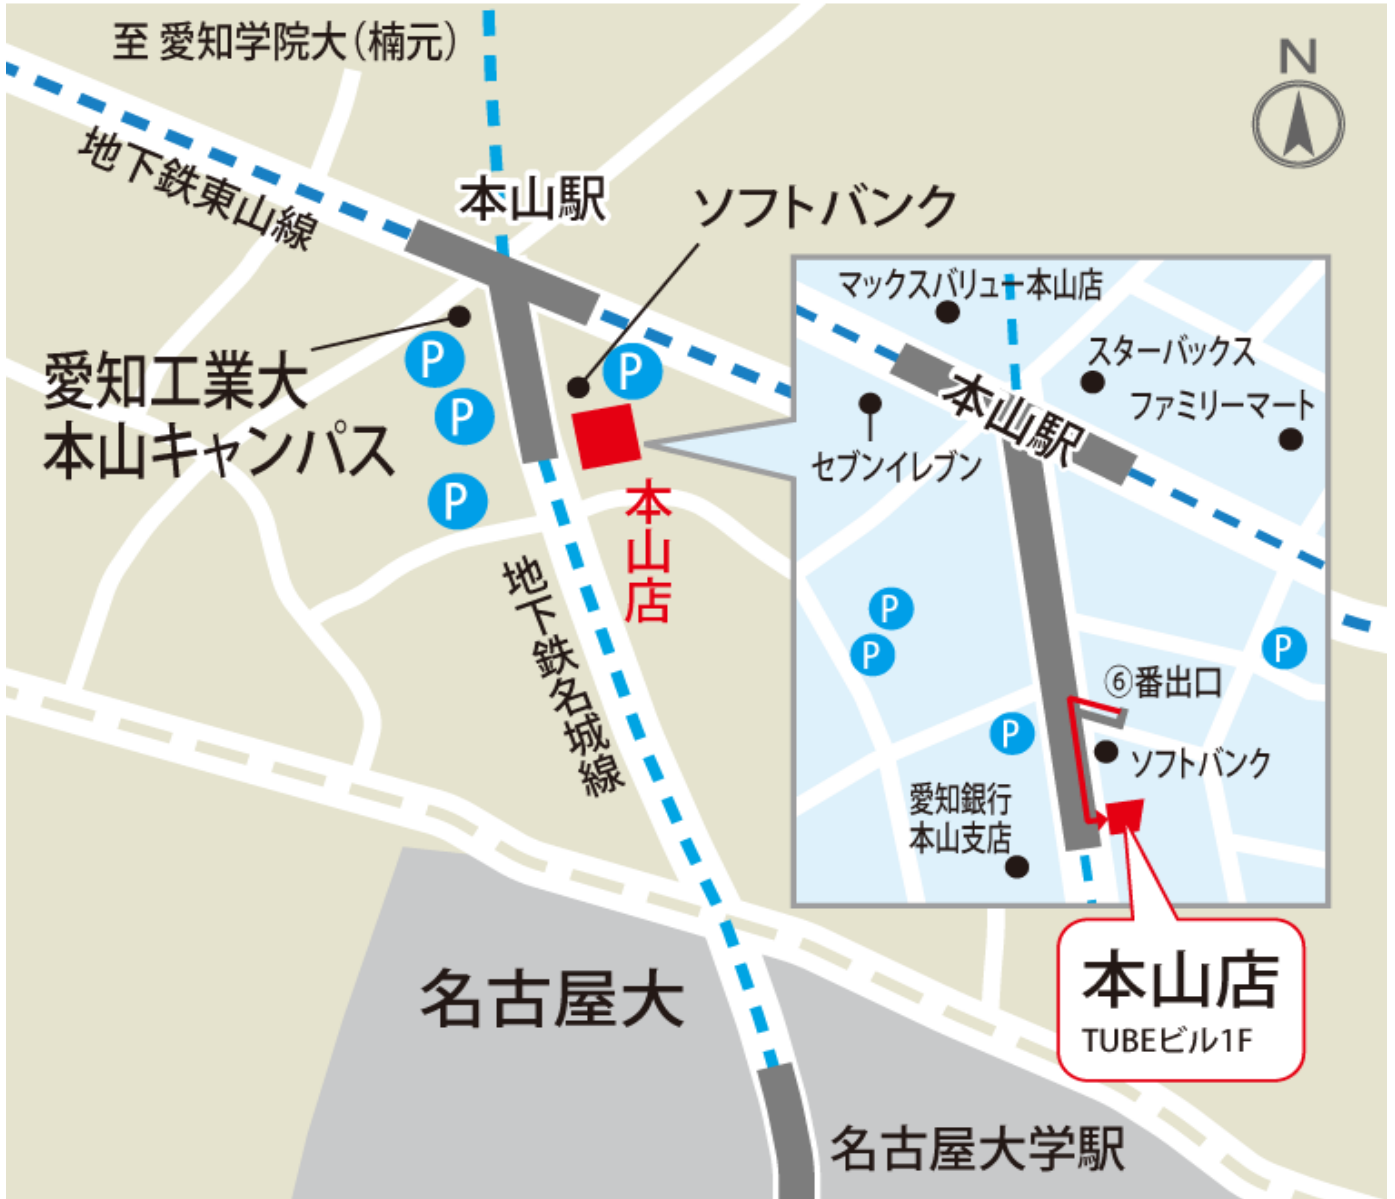 至 愛知学院大（楠元）
N
地下鉄東山線
本山駅
ソフトバンク
P
愛知工業大
本山キャンパス
P
P
P
本山店
地下鉄名城線
マックスバリュー本山店
スターバックス
ファミリーマート
本山駅
セブンイレブン
P
P
P
P
⑥番出口
ソフトバンク
愛知銀行
本山支店
本山店
TUBEビル1F
名古屋大
名古屋大学駅